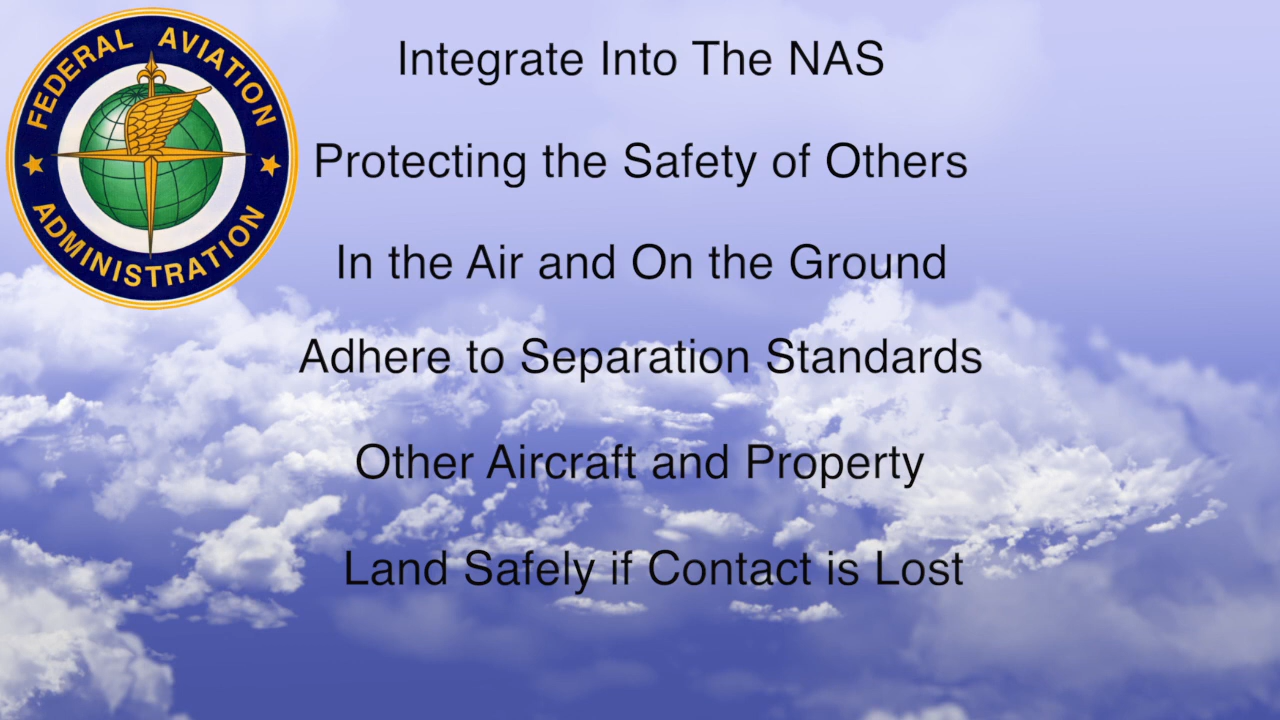 FEDERAL AVIATION
ADMINISTRATION
Integrate Into The NAS
Protecting the Safety of Others
In the Air and On the Ground
Adhere to Separation Standards
Other Aircraft and Property
Land Safely if Contact is Lost